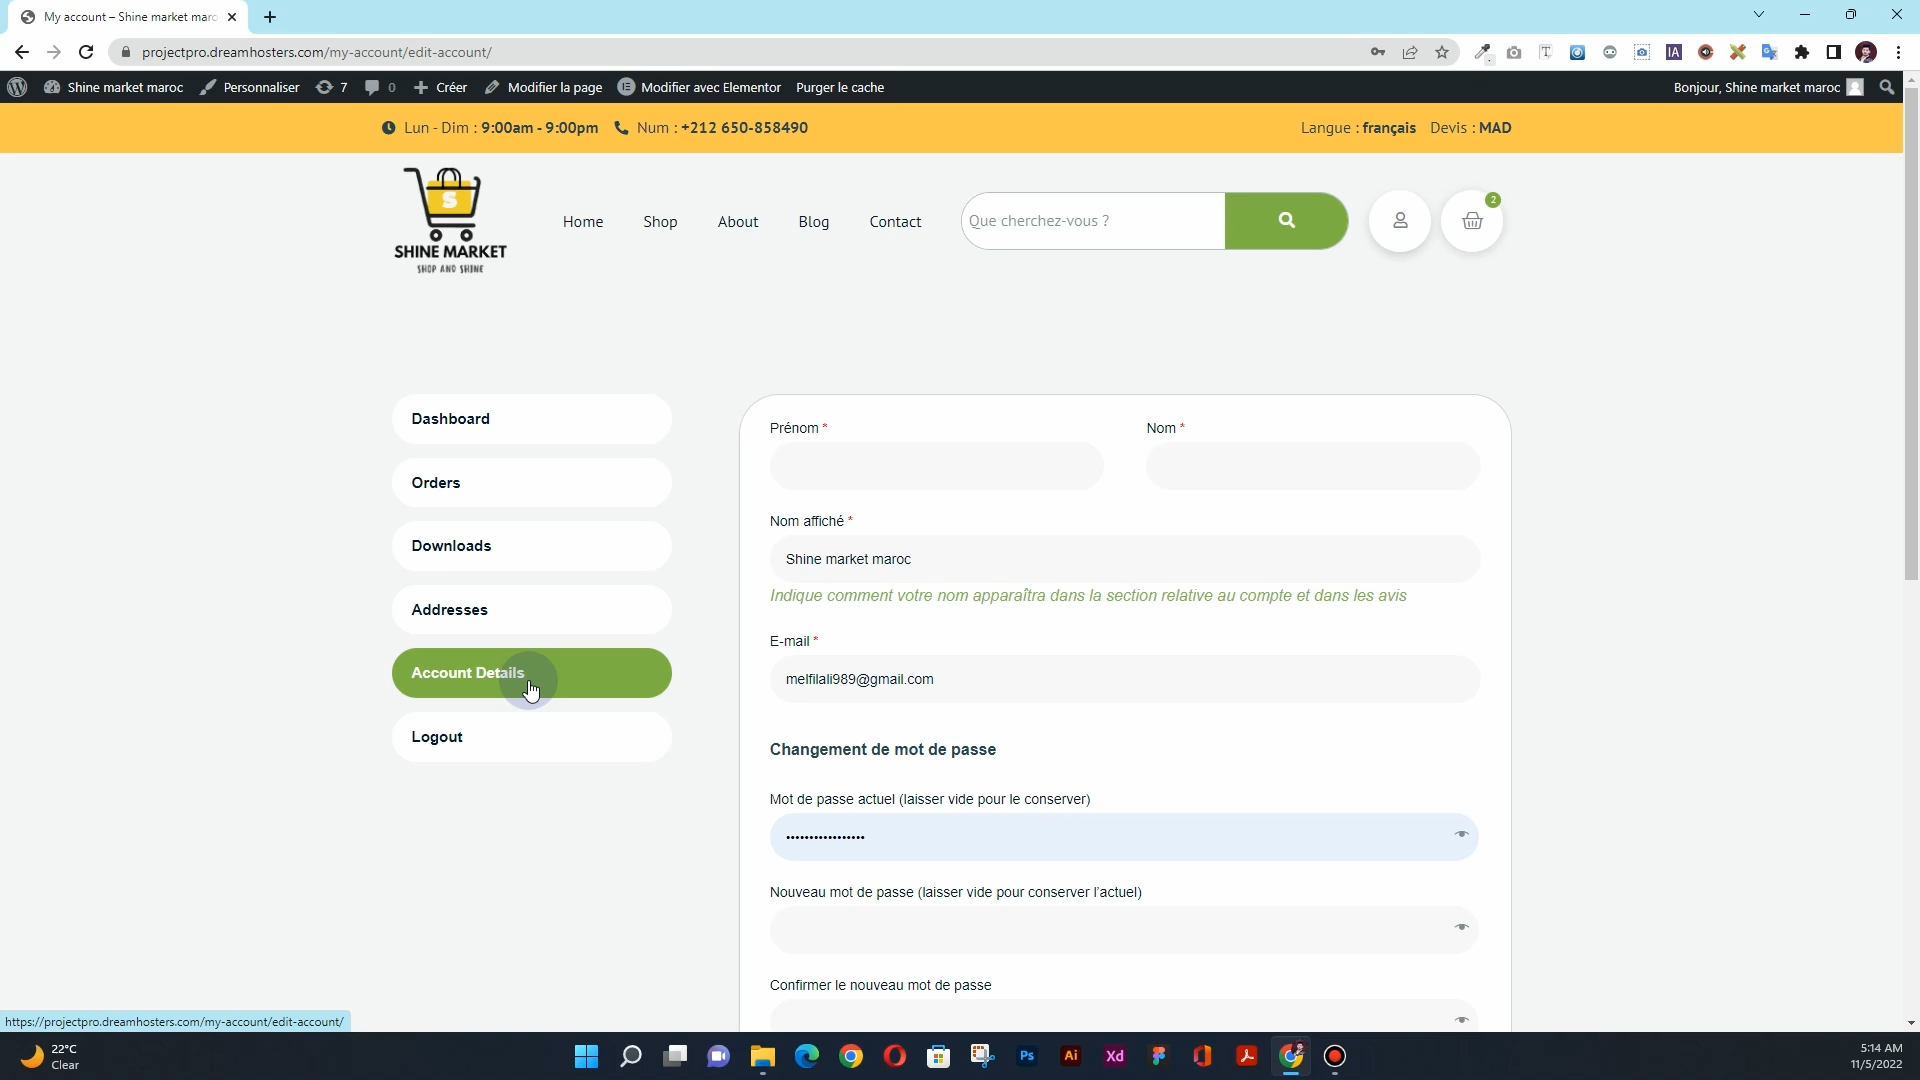 My account – Shine market maro
projectpro.dreamhosters.com/my-account/edit-account/
Shine market maroc Personnaliser 7 0 Créer Modifier la page Modifier avec Elementor Purger le cache Bonjour, Shine market maroc
Lun - Dim : 9:00am - 9:00pm Num : +212 650-858490 Langue : français Devis : MAD
S
SHINE MARKET
SHOP AND SHINE
Home Shop About Blog Contact Que cherchez-vous ? 2
Dashboard
Orders
Downloads
Addresses
Account Details
Logout
Prénom * Nom *
Nom affiché *
Shine market maroc
Indique comment votre nom apparaîtra dans la section relative au compte et dans les avis
E-mail *
melfilali989@gmail.com
Changement de mot de passe
Mot de passe actuel (laisser vide pour le conserver)
•••••••••••••••••
Nouveau mot de passe (laisser vide pour conserver l'actuel)
Confirmer le nouveau mot de passe
https://projectpro.dreamhosters.com/my-account/edit-account/
22°C
Clear
Ps Ai Xd
5:14 AM
11/5/2022